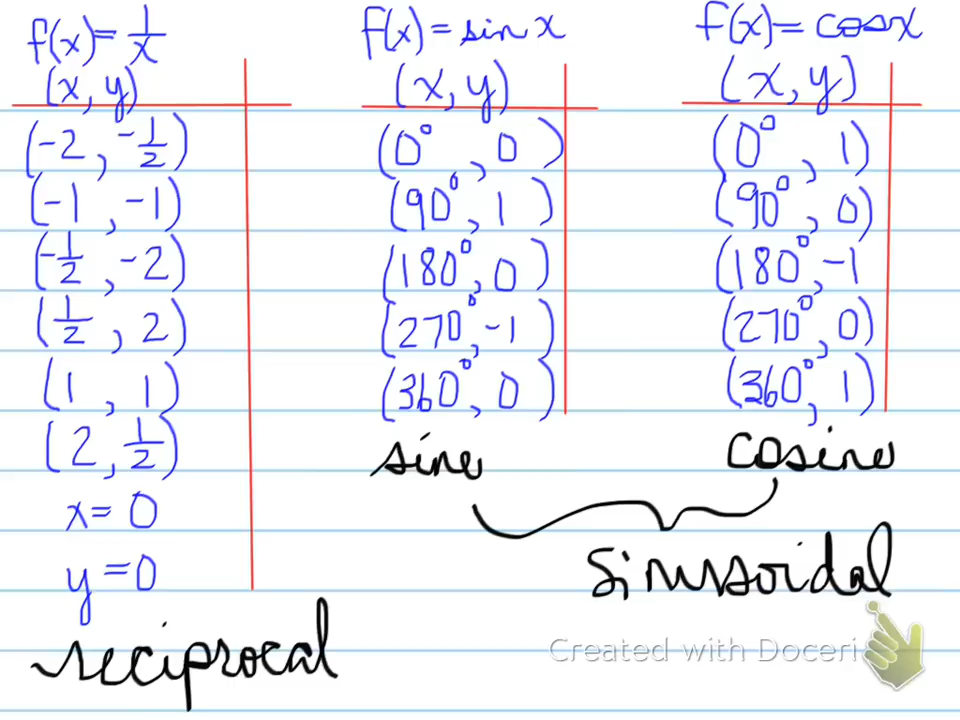 f(x) = 1/x
(x, y)
(-2, -1/2)
(-1, -1)
(-1/2, -2)
(1/2, 2)
(1, 1)
(2, 1/2)
x = 0
y = 0
reciprocal
f(x) = sin x
(x, y)
(0°, 0)
(90°, 1)
(180°, 0)
(270°, -1)
(360°, 0)
sine
f(x) = cos x
(x, y)
(0°, 1)
(90°, 0)
(180°, -1
(270°, 0)
(360°, 1)
cosine
sinusoidal
Created with Doceri